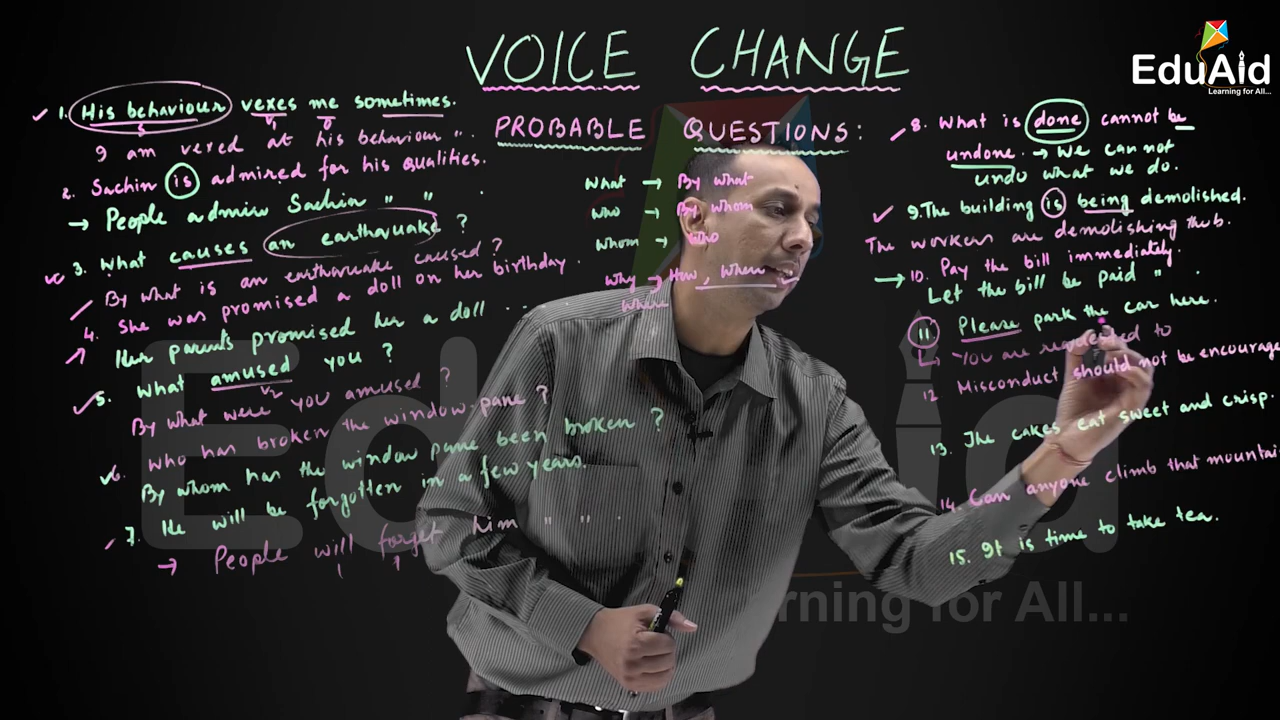 VOICE CHANGE
EduAid
Learning for All...
PROBABLE QUESTIONS:
1. His behaviour vexes me sometimes.
S V O
I am vexed at his behaviour " ..
2. Sachin is admired for his qualities.
→ People admire Sachin " " .
3. What causes an earthquake ?
By what is an earthquake caused ?
4. She was promised a doll on her birthday.
Her parents promised her a doll ....
5. What amused you ?
V2
By what were you amused ?
6. Who has broken the window-pane ?
By whom has the window pane been broken ?
7. He will be forgotten in a few years.
→ People will forget him " " .
What → By what
Who → By whom
Whom → Who
Why → How, When
Where
8. What is done cannot be
undone. → We can not
undo what we do.
9. The building is being demolished.
The workers are demolishing the b.
10. Pay the bill immediately.
Let the bill be paid " .
11. Please park the car here.
↳ You are requested to
12 Misconduct should not be encourage
13. The cakes eat sweet and crisp.
14. Can anyone climb that mountai
15. It is time to take tea.
Ed d
rning for All...